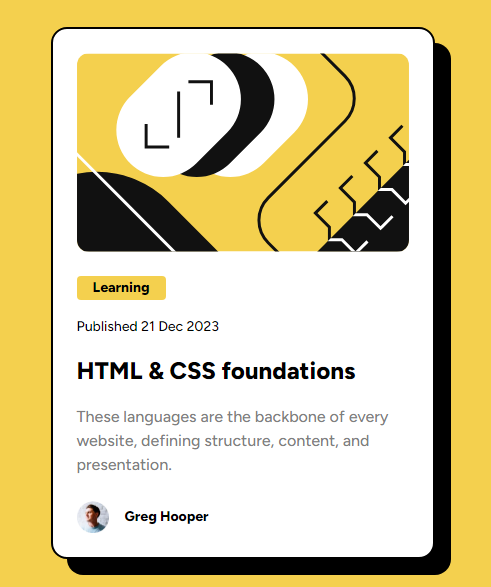 Learning
Published 21 Dec 2023
HTML & CSS foundations
These languages are the backbone of every
website, defining structure, content, and
presentation.
Greg Hooper